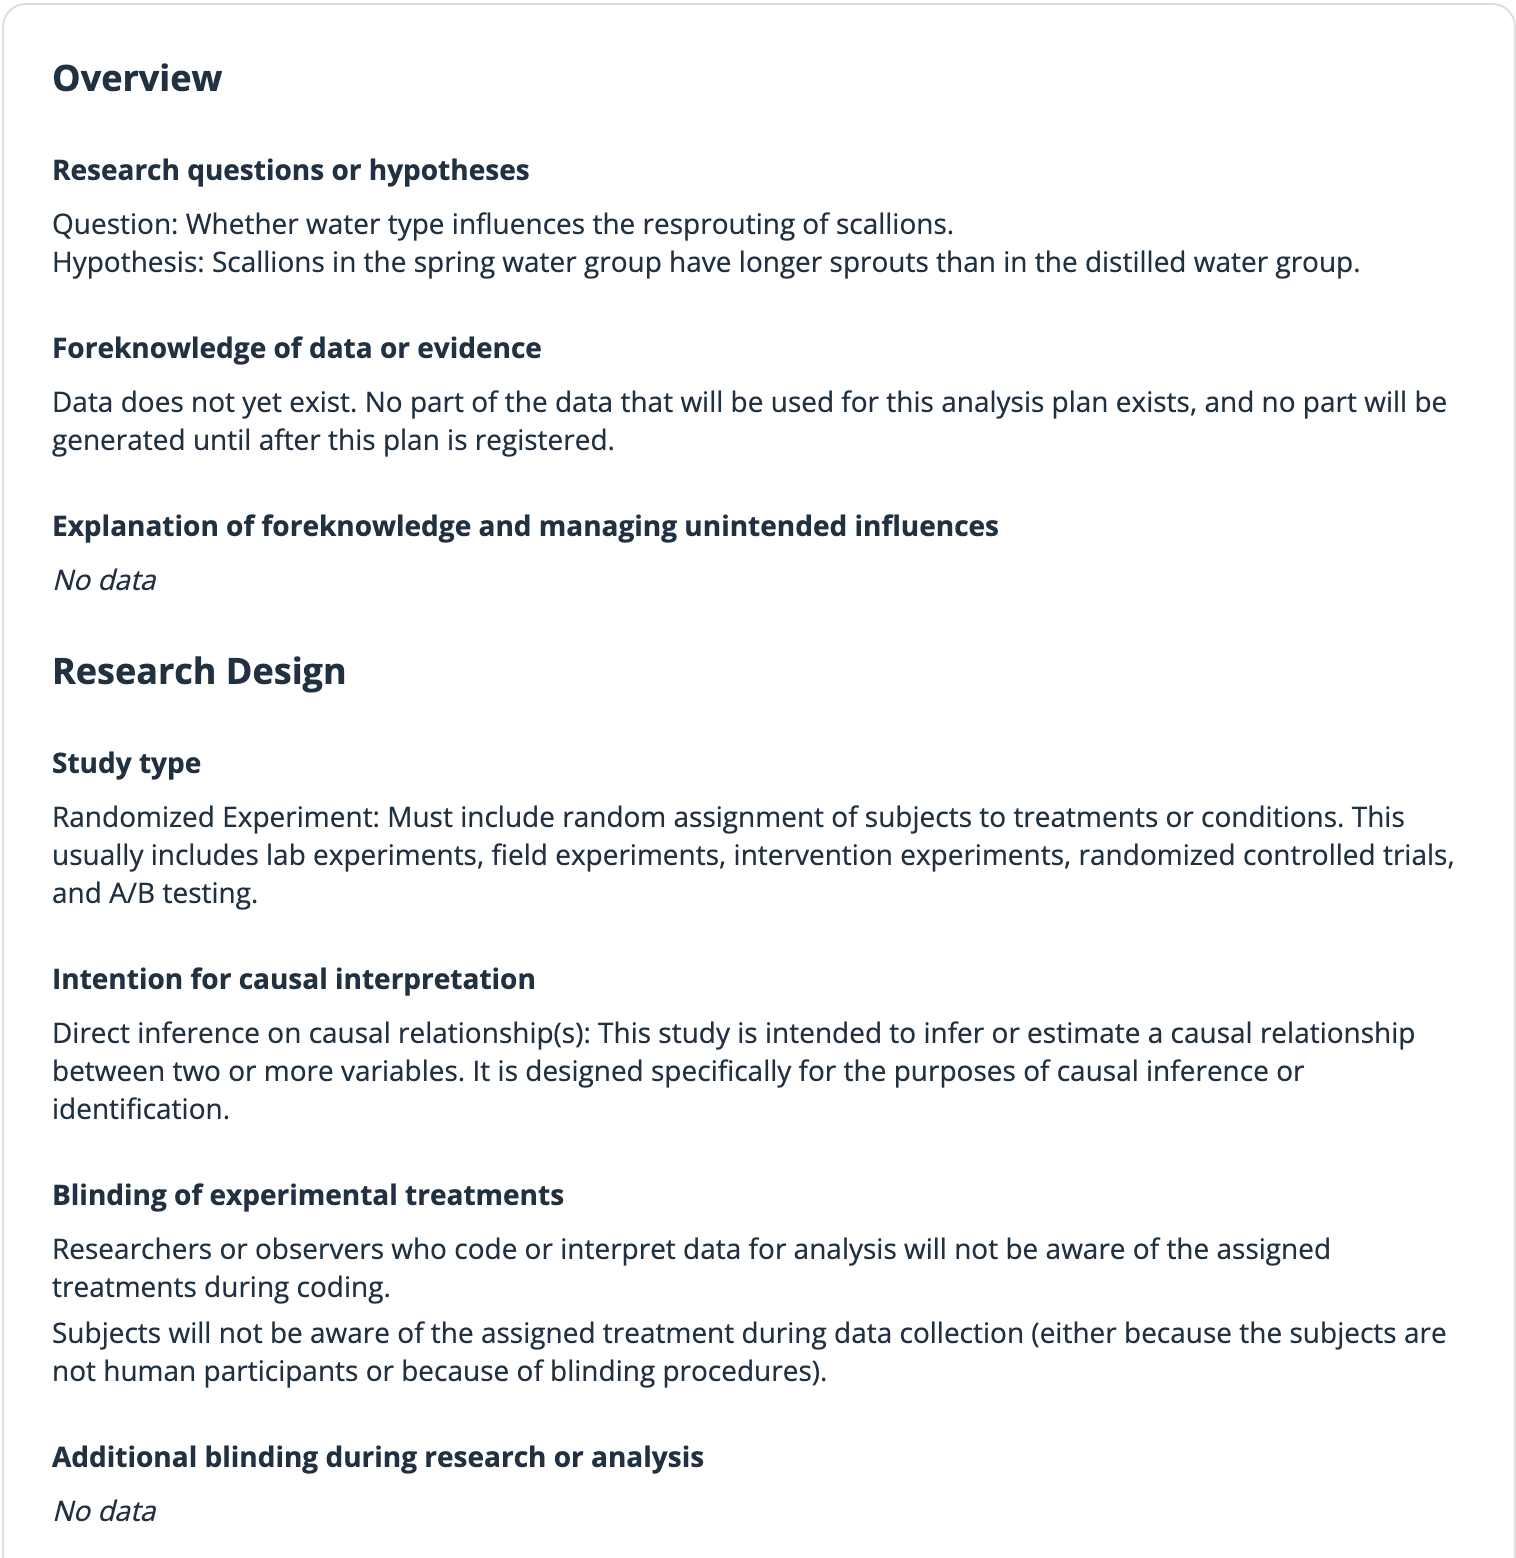 Overview
Research questions or hypotheses
Question: Whether water type influences the resprouting of scallions.
Hypothesis: Scallions in the spring water group have longer sprouts than in the distilled water group.
Foreknowledge of data or evidence
Data does not yet exist. No part of the data that will be used for this analysis plan exists, and no part will be
generated until after this plan is registered.
Explanation of foreknowledge and managing unintended influences
No data
Research Design
Study type
Randomized Experiment: Must include random assignment of subjects to treatments or conditions. This
usually includes lab experiments, field experiments, intervention experiments, randomized controlled trials,
and A/B testing.
Intention for causal interpretation
Direct inference on causal relationship(s): This study is intended to infer or estimate a causal relationship
between two or more variables. It is designed specifically for the purposes of causal inference or
identification.
Blinding of experimental treatments
Researchers or observers who code or interpret data for analysis will not be aware of the assigned
treatments during coding.
Subjects will not be aware of the assigned treatment during data collection (either because the subjects are
not human participants or because of blinding procedures).
Additional blinding during research or analysis
No data